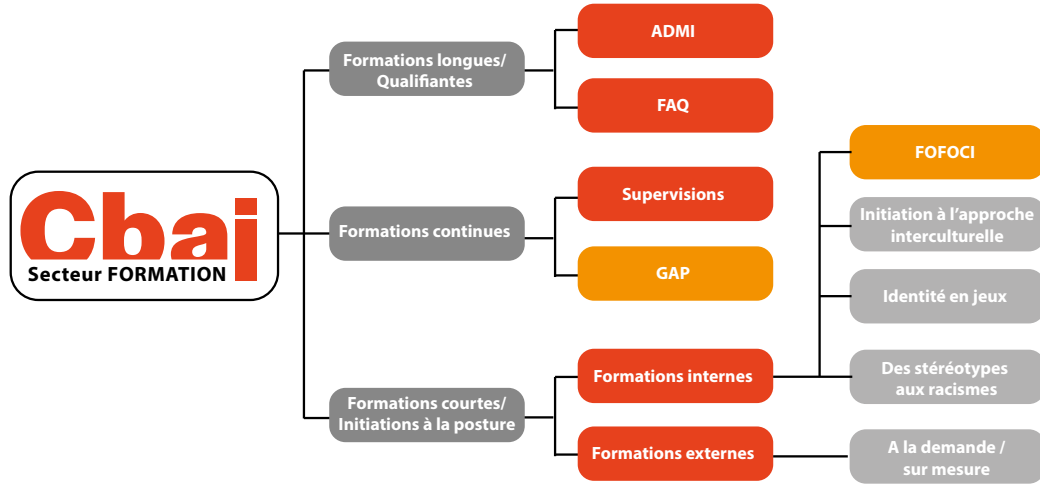 Cbai
Secteur FORMATION
Formations longues/
Qualifiantes
ADMI
FAQ
Formations continues
Supervisions
GAP
Formations courtes/
Initiations à la posture
Formations internes
Formations externes
FOFOCI
Initiation à l’approche
interculturelle
Identité en jeux
Des stéréotypes
aux racismes
A la demande /
sur mesure